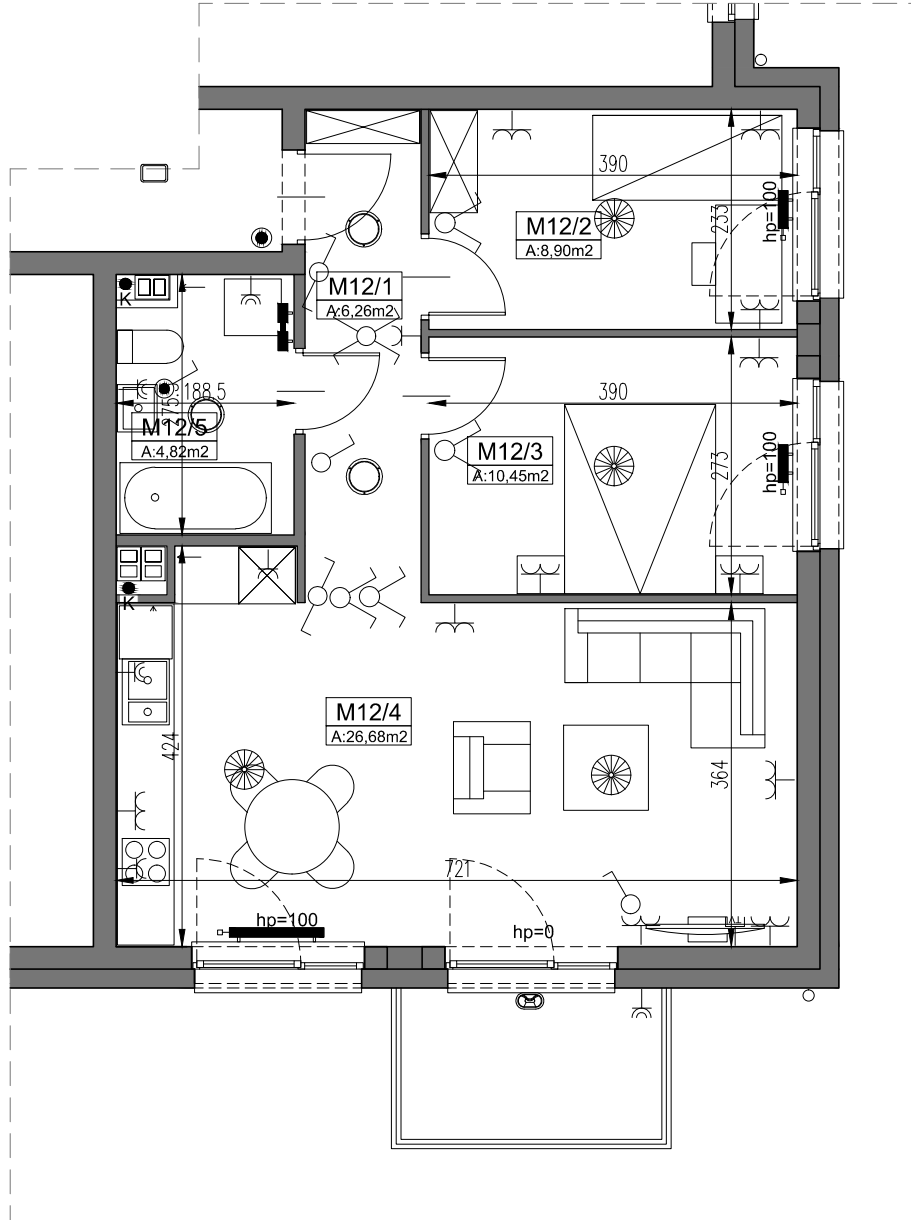 390
M12/2
A:8,90m2
233
hp=100
M12/1
A:6,26m2
K
188.5
M12/5
A:4,82m2
390
M12/3
A:10,45m2
273
hp=100
K
M12/4
A:26,68m2
424
364
721
hp=100
hp=0